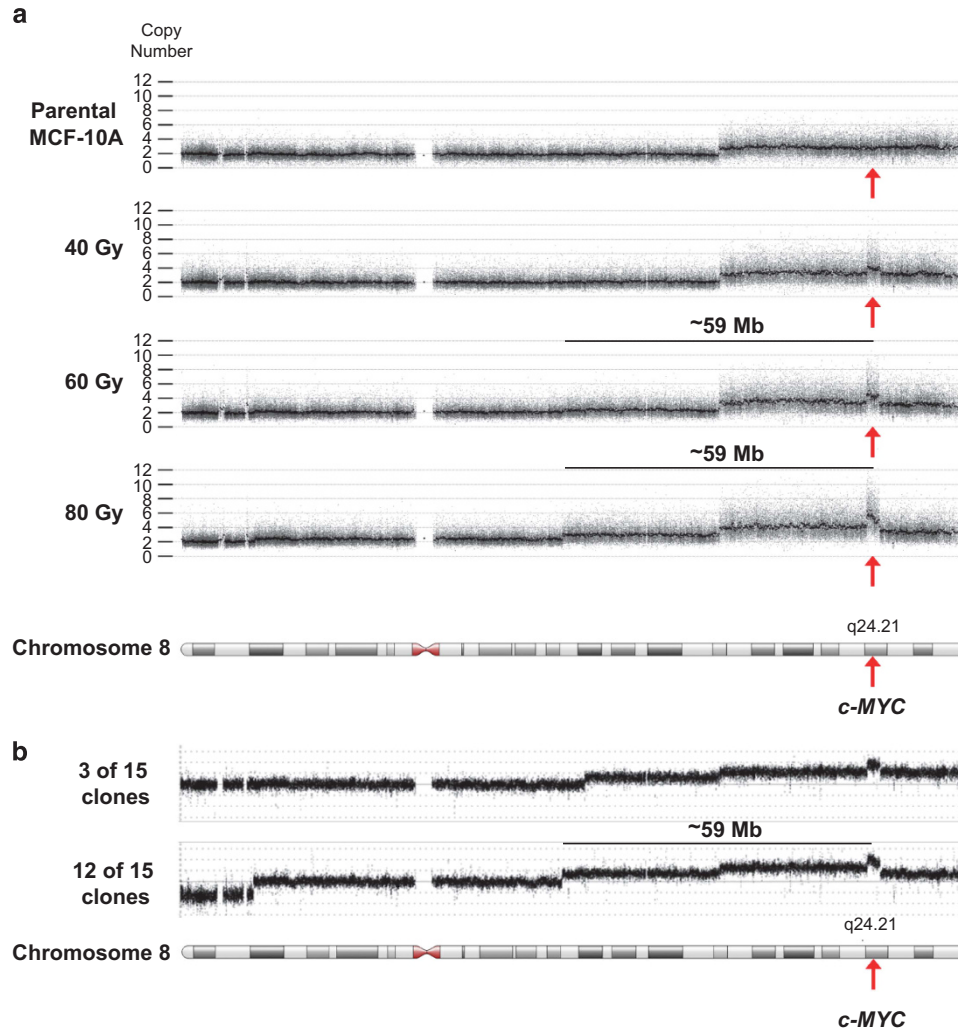 a
Copy
Number
Parental
MCF-10A
12
10
8
6
4
2
0
40 Gy
12
10
8
6
4
2
0
~59 Mb
60 Gy
12
10
8
6
4
2
0
~59 Mb
80 Gy
12
10
8
6
4
2
0
q24.21
Chromosome 8
c-MYC
b
3 of 15
clones
~59 Mb
12 of 15
clones
q24.21
Chromosome 8
c-MYC